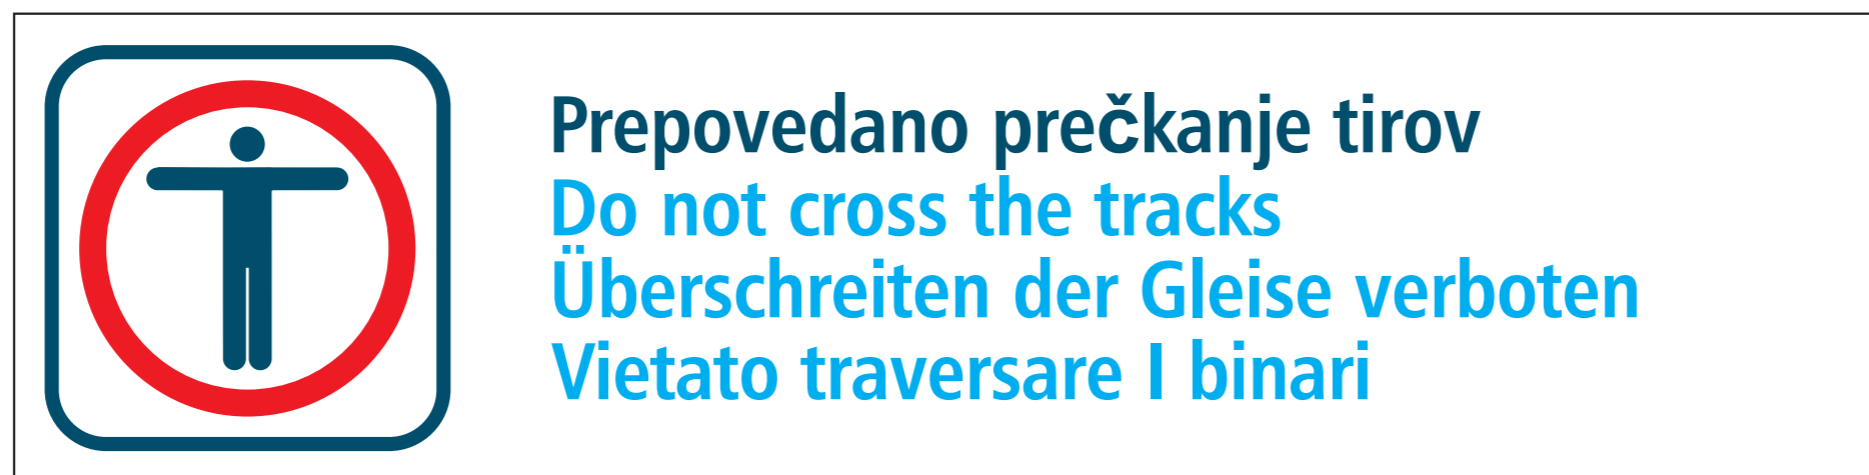 Prepovedano prečkanje tirov
Do not cross the tracks
Überschreiten der Gleise verboten
Vietato traversare I binari